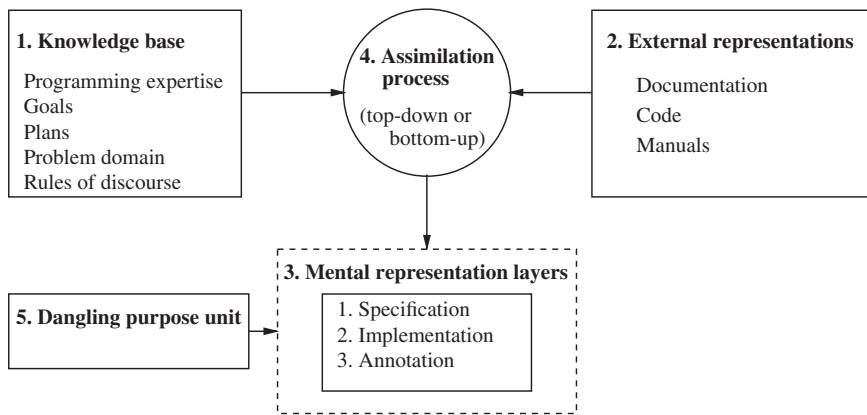 1. Knowledge base
Programming expertise
Goals
Plans
Problem domain
Rules of discourse
4. Assimilation
process
(top-down or
bottom-up)
2. External representations
Documentation
Code
Manuals
3. Mental representation layers
1. Specification
2. Implementation
3. Annotation
5. Dangling purpose unit